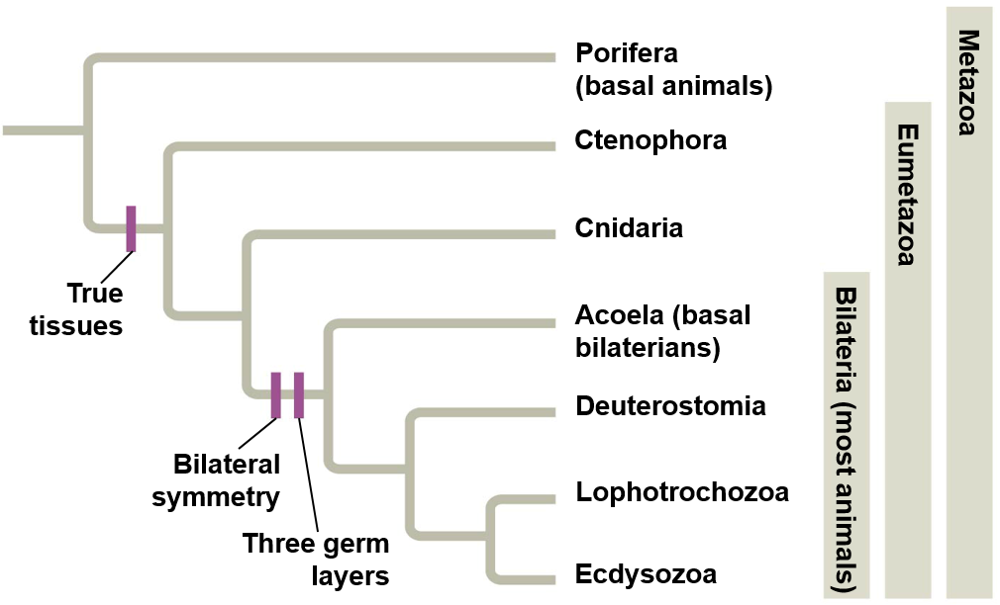 Porifera
(basal animals)
Ctenophora
Cnidaria
Acoela (basal
bilaterians)
Deuterostomia
Lophotrochozoa
Ecdysozoa
True
tissues
Bilateral
symmetry
Three germ
layers
Bilateria (most animals)
Eumetazoa
Metazoa